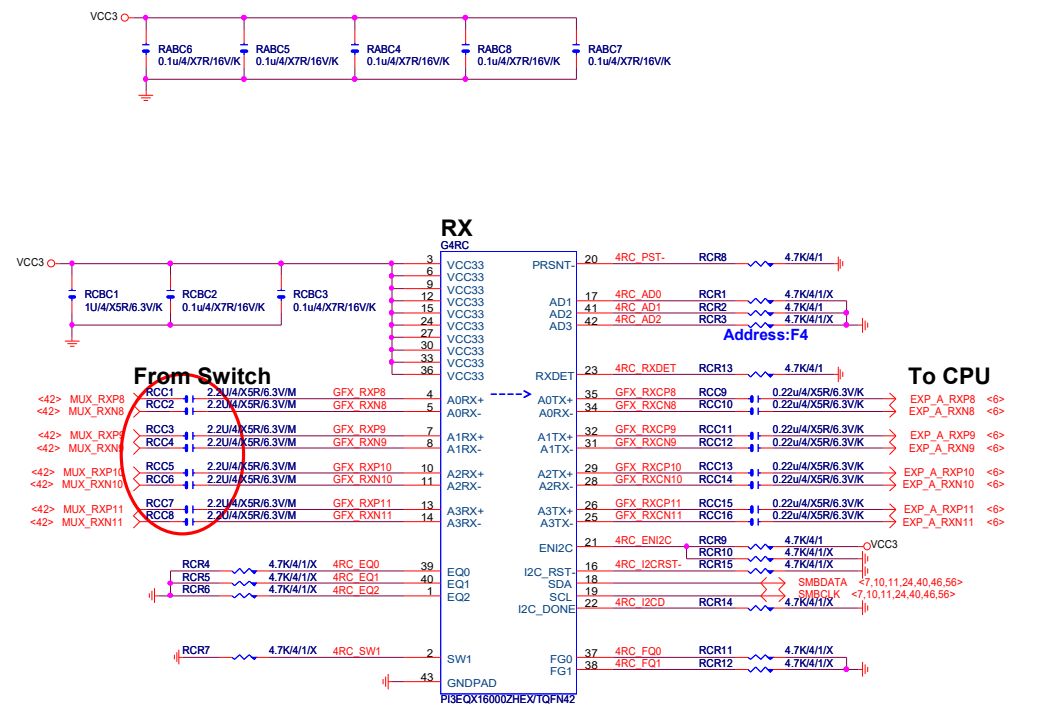 VCC3
RABC6
0.1u/4/X7R/16V/K
RABC5
0.1u/4/X7R/16V/K
RABC4
0.1u/4/X7R/16V/K
RABC8
0.1u/4/X7R/16V/K
RABC7
0.1u/4/X7R/16V/K
RX
G4RC
VCC3
RCBC1
1U/4/X5R/6.3V/K
RCBC2
0.1u/4/X7R/16V/K
RCBC3
0.1u/4/X7R/16V/K
3 VCC33
6 VCC33
9 VCC33
12 VCC33
15 VCC33
24 VCC33
27 VCC33
30 VCC33
33 VCC33
36 VCC33
PRSNT- 20 4RC_PST- RCR8 4.7K/4/1
AD1 17 4RC_AD0 RCR1 4.7K/4/1/X
AD2 41 4RC_AD1 RCR2 4.7K/4/1
AD3 42 4RC_AD2 RCR3 4.7K/4/1/X
Address:F4
RXDET 23 4RC_RXDET RCR13 4.7K/4/1
From Switch
To CPU
<42> MUX_RXP8 RCC1 2.2U/4/X5R/6.3V/M GFX_RXP8 4 A0RX+
<42> MUX_RXN8 RCC2 2.2U/4/X5R/6.3V/M GFX_RXN8 5 A0RX-
A0TX+ 35 GFX_RXCP8 RCC9 0.22u/4/X5R/6.3V/K EXP_A_RXP8 <6>
A0RX- 34 GFX_RXCN8 RCC10 0.22u/4/X5R/6.3V/K EXP_A_RXN8 <6>
<42> MUX_RXP9 RCC3 2.2U/4/X5R/6.3V/M GFX_RXP9 7 A1RX+
<42> MUX_RXN9 RCC4 2.2U/4/X5R/6.3V/M GFX_RXN9 8 A1RX-
A1TX+ 32 GFX_RXCP9 RCC11 0.22u/4/X5R/6.3V/K EXP_A_RXP9 <6>
A1TX- 31 GFX_RXCN9 RCC12 0.22u/4/X5R/6.3V/K EXP_A_RXN9 <6>
<42> MUX_RXP10 RCC5 2.2U/4/X5R/6.3V/M GFX_RXP10 10 A2RX+
<42> MUX_RXN10 RCC6 2.2U/4/X5R/6.3V/M GFX_RXN10 11 A2RX-
A2TX+ 29 GFX_RXCP10 RCC13 0.22u/4/X5R/6.3V/K EXP_A_RXP10 <6>
A2RX- 28 GFX_RXCN10 RCC14 0.22u/4/X5R/6.3V/K EXP_A_RXN10 <6>
<42> MUX_RXP11 RCC7 2.2U/4/X5R/6.3V/M GFX_RXP11 13 A3RX+
<42> MUX_RXN11 RCC8 2.2U/4/X5R/6.3V/M GFX_RXN11 14 A3RX-
A3TX+ 26 GFX_RXCP11 RCC15 0.22u/4/X5R/6.3V/K EXP_A_RXP11 <6>
A3TX- 25 GFX_RXCN11 RCC16 0.22u/4/X5R/6.3V/K EXP_A_RXN11 <6>
ENI2C 21 4RC_ENI2C RCR9 4.7K/4/1 VCC3
RCR10 4.7K/4/1/X
RCR4 4.7K/4/1/X 4RC_EQ0 39 EQ0
RCR5 4.7K/4/1/X 4RC_EQ1 40 EQ1
RCR6 4.7K/4/1/X 4RC_EQ2 1 EQ2
I2C_RST- 16 4RC_I2CRST- RCR15 4.7K/4/1/X
SDA 18 SMBDATA <7,10,11,24,40,46,56>
SCL 19 SMBCLK <7,10,11,24,40,46,56>
I2C_DONE 22 4RC_I2CD RCR14 4.7K/4/1/X
RCR7 4.7K/4/1/X 4RC_SW1 2 SW1
FG0 37 4RC_FQ0 RCR11 4.7K/4/1/X
FG1 38 4RC_FQ1 RCR12 4.7K/4/1/X
43 GNDPAD
PI3EQX16000ZHEX/TQFN42